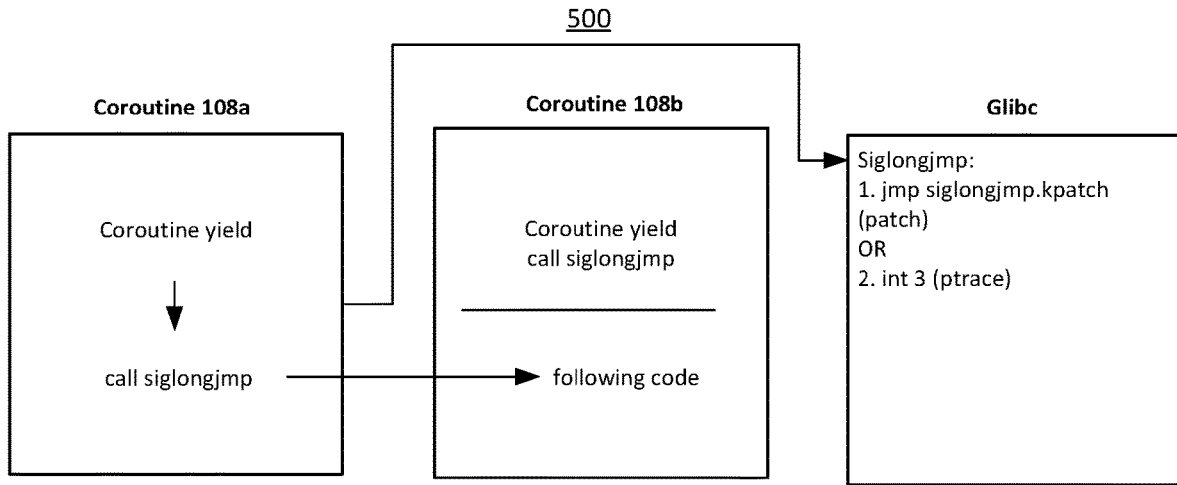 500
Coroutine 108a
Coroutine yield
call siglongjmp
Coroutine 108b
Coroutine yield
call siglongjmp
following code
Glibc
Siglongjmp:
1. jmp siglongjmp.kpatch
(patch)
OR
2. int 3 (ptrace)